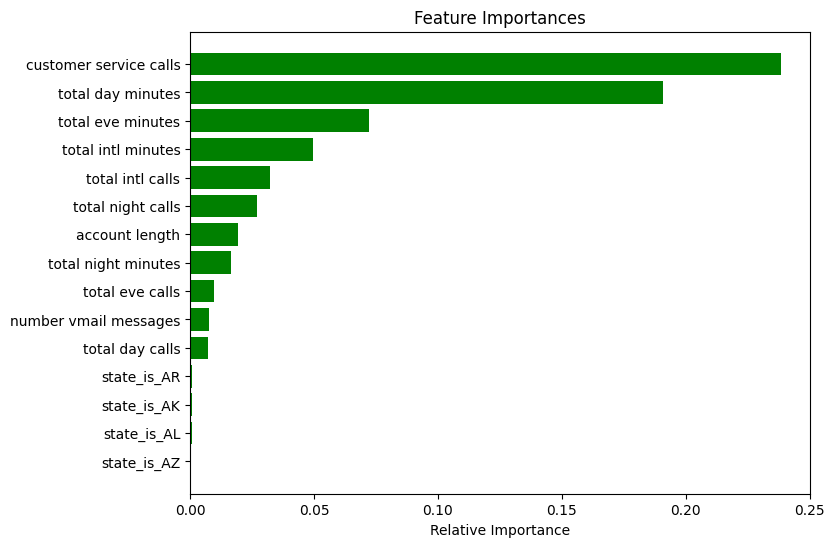 Feature Importances
customer service calls
total day minutes
total eve minutes
total intl minutes
total intl calls
total night calls
account length
total night minutes
total eve calls
number vmail messages
total day calls
state_is_AR
state_is_AK
state_is_AL
state_is_AZ
0.00 0.05 0.10 0.15 0.20 0.25
Relative Importance